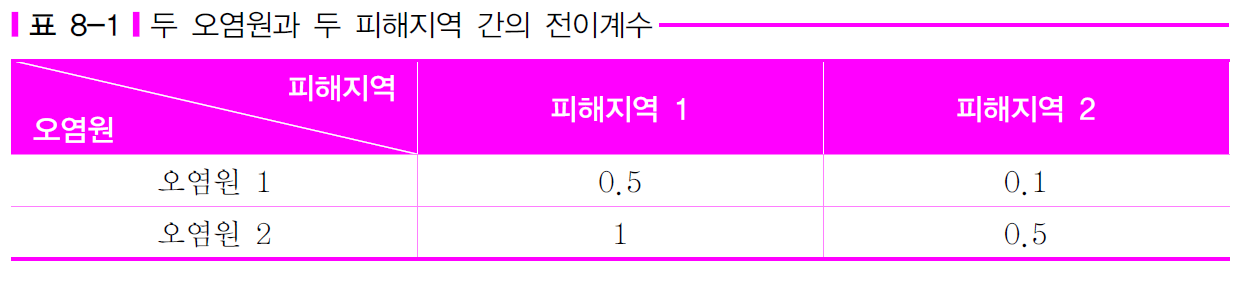 표 8-1 두 오염원과 두 피해지역 간의 전이계수
피해지역
오염원
피해지역 1
피해지역 2
오염원 1
0.5
0.1
오염원 2
1
0.5